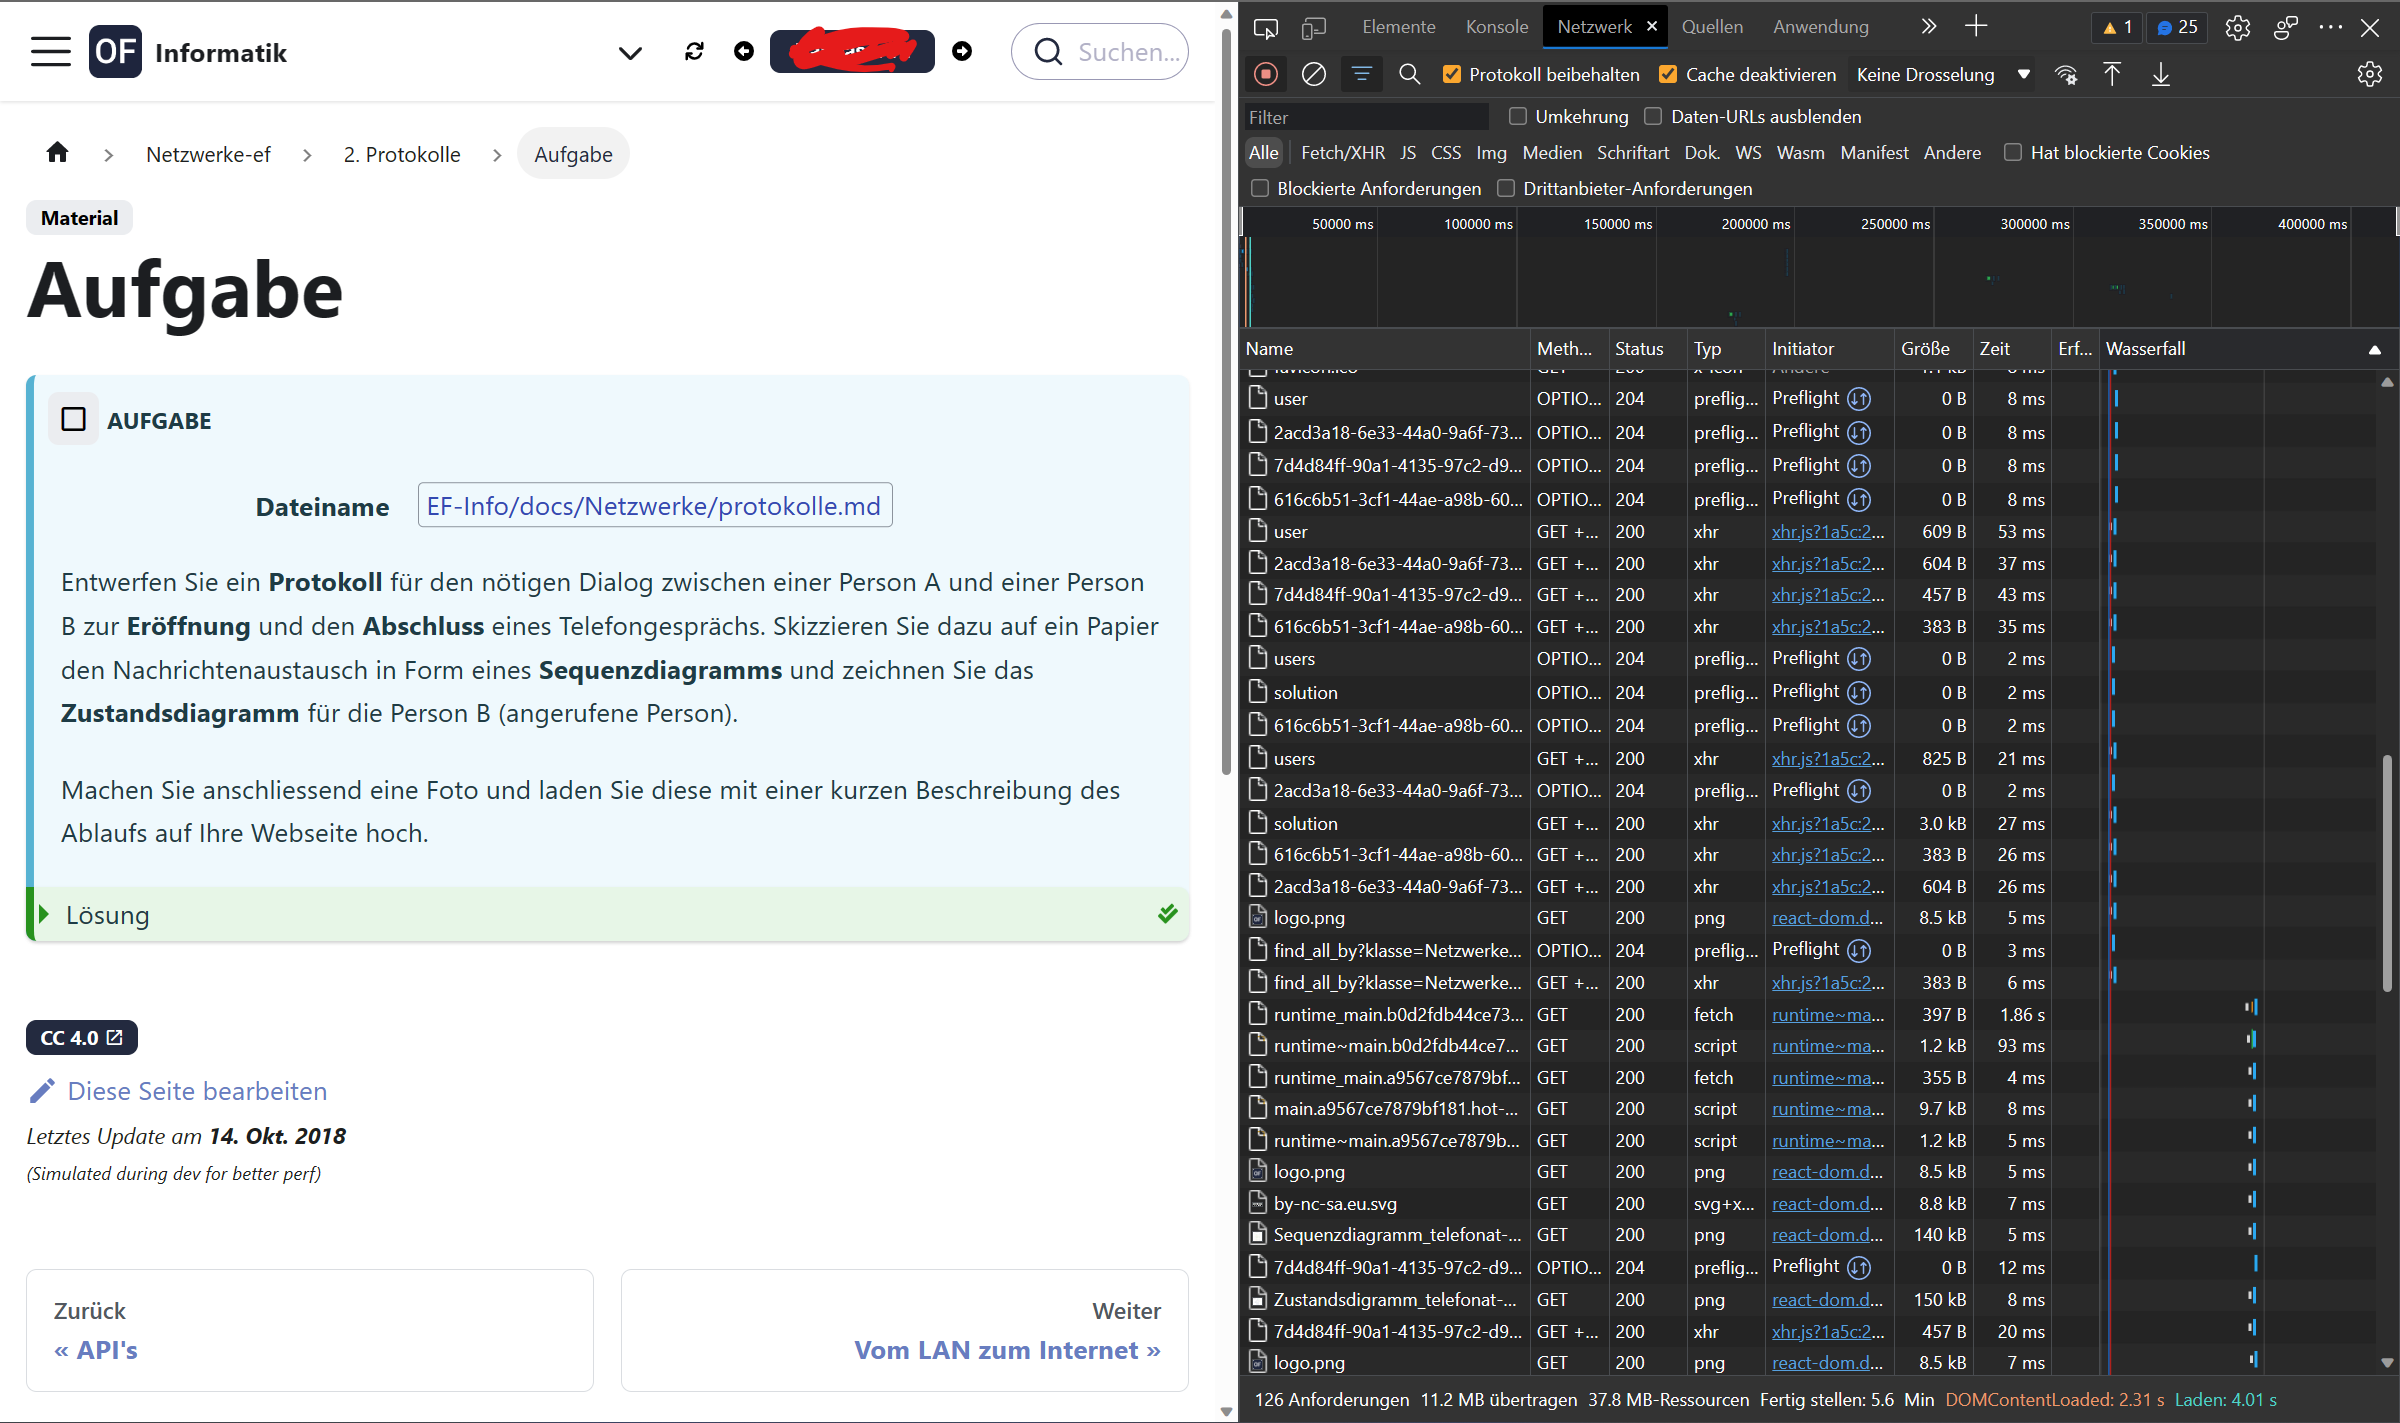 OF Informatik
Suchen...
Netzwerke-ef
2. Protokolle
Aufgabe
Material
Aufgabe
AUFGABE
Dateiname EF-Info/docs/Netzwerke/protokolle.md
Entwerfen Sie ein Protokoll für den nötigen Dialog zwischen einer Person A und einer Person
B zur Eröffnung und den Abschluss eines Telefongesprächs. Skizzieren Sie dazu auf ein Papier
den Nachrichtenaustausch in Form eines Sequenzdiagramms und zeichnen Sie das
Zustandsdiagramm für die Person B (angerufene Person).
Machen Sie anschliessend eine Foto und laden Sie diese mit einer kurzen Beschreibung des
Ablaufs auf Ihre Webseite hoch.
Lösung
CC 4.0
Diese Seite bearbeiten
Letztes Update am 14. Okt. 2018
(Simulated during dev for better perf)
Zurück
« API's
Weiter
Vom LAN zum Internet »
Elemente Konsole Netzwerk Quellen Anwendung 1 25
Protokoll beibehalten Cache deaktivieren Keine Drosselung
Filter Umkehrung Daten-URLs ausblenden
Alle Fetch/XHR JS CSS Img Medien Schriftart Dok. WS Wasm Manifest Andere Hat blockierte Cookies
Blockierte Anforderungen Drittanbieter-Anforderungen
50000 ms 100000 ms 150000 ms 200000 ms 250000 ms 300000 ms 350000 ms 400000 ms
Name Meth... Status Typ Initiator Größe Zeit Erf... Wasserfall
user OPTIO... 204 preflig... Preflight 0 B 8 ms
2acd3a18-6e33-44a0-9a6f-73... OPTIO... 204 preflig... Preflight 0 B 8 ms
7d4d84ff-90a1-4135-97c2-d9... OPTIO... 204 preflig... Preflight 0 B 8 ms
616c6b51-3cf1-44ae-a98b-60... OPTIO... 204 preflig... Preflight 0 B 8 ms
user GET +... 200 xhr xhr.js?1a5c:2... 609 B 53 ms
2acd3a18-6e33-44a0-9a6f-73... GET +... 200 xhr xhr.js?1a5c:2... 604 B 37 ms
7d4d84ff-90a1-4135-97c2-d9... GET +... 200 xhr xhr.js?1a5c:2... 457 B 43 ms
616c6b51-3cf1-44ae-a98b-60... GET +... 200 xhr xhr.js?1a5c:2... 383 B 35 ms
users OPTIO... 204 preflig... Preflight 0 B 2 ms
solution OPTIO... 204 preflig... Preflight 0 B 2 ms
616c6b51-3cf1-44ae-a98b-60... OPTIO... 204 preflig... Preflight 0 B 2 ms
users GET +... 200 xhr xhr.js?1a5c:2... 825 B 21 ms
2acd3a18-6e33-44a0-9a6f-73... OPTIO... 204 preflig... Preflight 0 B 2 ms
solution GET +... 200 xhr xhr.js?1a5c:2... 3.0 kB 27 ms
616c6b51-3cf1-44ae-a98b-60... GET +... 200 xhr xhr.js?1a5c:2... 383 B 26 ms
2acd3a18-6e33-44a0-9a6f-73... GET +... 200 xhr xhr.js?1a5c:2... 604 B 26 ms
logo.png GET 200 png react-dom.d... 8.5 kB 5 ms
find_all_by?klasse=Netzwerke... OPTIO... 204 preflig... Preflight 0 B 3 ms
find_all_by?klasse=Netzwerke... GET +... 200 xhr xhr.js?1a5c:2... 383 B 6 ms
runtime_main.b0d2fdb44ce73... GET 200 fetch runtime~ma... 397 B 1.86 s
runtime~main.b0d2fdb44ce7... GET 200 script runtime~ma... 1.2 kB 93 ms
runtime_main.a9567ce7879bf... GET 200 fetch runtime~ma... 355 B 4 ms
main.a9567ce7879bf181.hot-... GET 200 script runtime~ma... 9.7 kB 8 ms
runtime~main.a9567ce7879b... GET 200 script runtime~ma... 1.2 kB 5 ms
logo.png GET 200 png react-dom.d... 8.5 kB 5 ms
by-nc-sa.eu.svg GET 200 svg+x... react-dom.d... 8.8 kB 7 ms
Sequenzdiagramm_telefonat-... GET 200 png react-dom.d... 140 kB 5 ms
7d4d84ff-90a1-4135-97c2-d9... OPTIO... 204 preflig... Preflight 0 B 12 ms
Zustandsdigramm_telefonat-... GET 200 png react-dom.d... 150 kB 8 ms
7d4d84ff-90a1-4135-97c2-d9... GET +... 200 xhr xhr.js?1a5c:2... 457 B 20 ms
logo.png GET 200 png react-dom.d... 8.5 kB 7 ms
126 Anforderungen 11.2 MB übertragen 37.8 MB-Ressourcen Fertig stellen: 5.6 Min DOMContentLoaded: 2.31 s Laden: 4.01 s